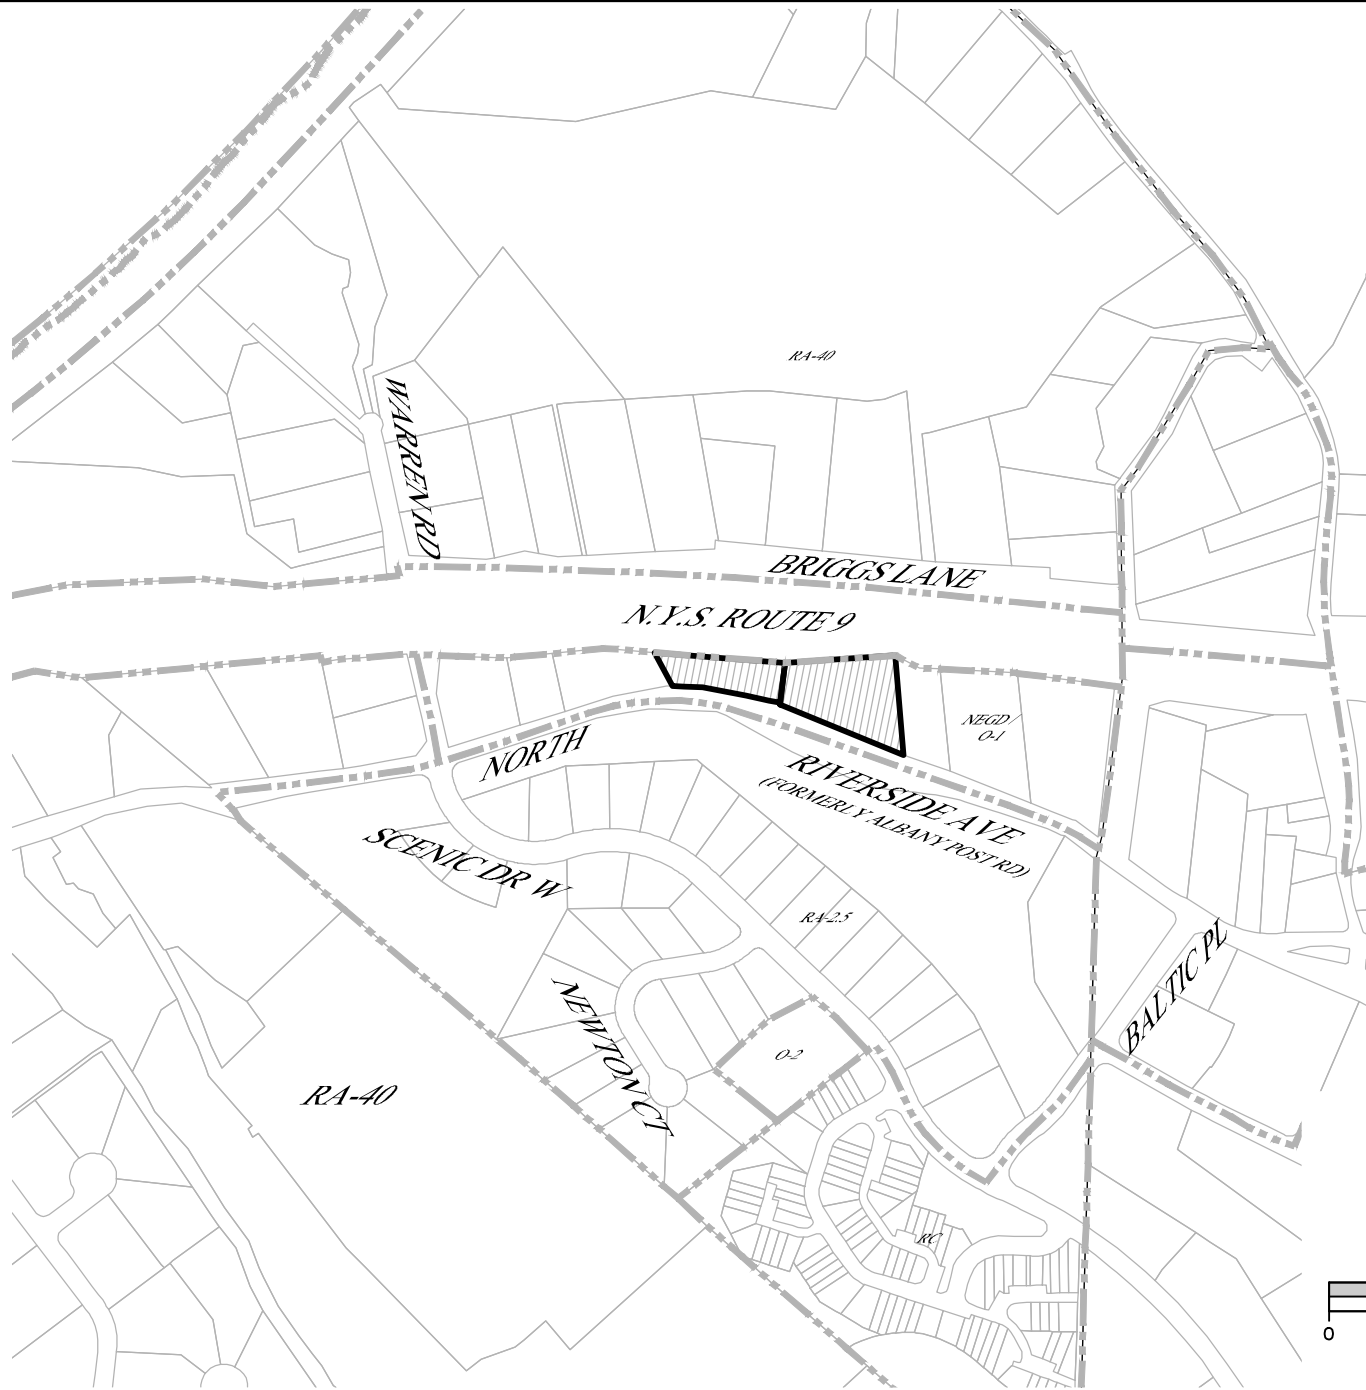 RA-40
WARREN RD
BRIGGS LANE
N.Y.S. ROUTE 9
NEGD/
O-1
NORTH
RIVERSIDE AVE
(FORMERLY ALBANY POST RD)
SCENIC DR W
RA-2.5
BALTIC PL
NEWTON CT
O-2
RA-40
RC
0